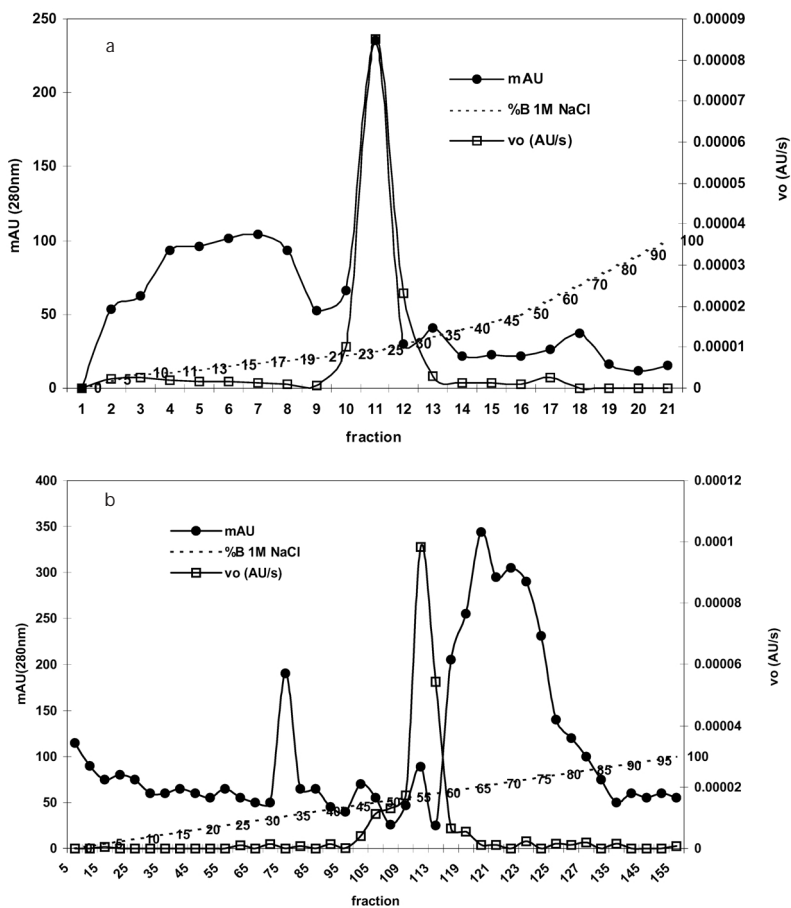 a
250
200
150
100
50
0
mAU (280nm)
0.00009
0.00008
0.00007
0.00006
0.00005
0.00004
0.00003
0.00002
0.00001
0
vo (AU/s)
mAU
%B 1M NaCl
vo (AU/s)
0 5 10 11 13 15 17 19 21 23 25 30 35 40 45 50 60 70 80 90 100
1 2 3 4 5 6 7 8 9 10 11 12 13 14 15 16 17 18 19 20 21
fraction
b
400
350
300
250
200
150
100
50
0
mAU(280nm)
0.00012
0.0001
0.00008
0.00006
0.00004
0.00002
0
vo (AU/s)
mAU
%B 1M NaCl
vo (AU/s)
0 5 10 15 20 25 30 35 40 45 50 55 60 65 70 75 80 85 90 95 100
5 15 25 35 45 55 65 75 85 95 105 109 113 119 121 123 125 127 135 145 155
fraction